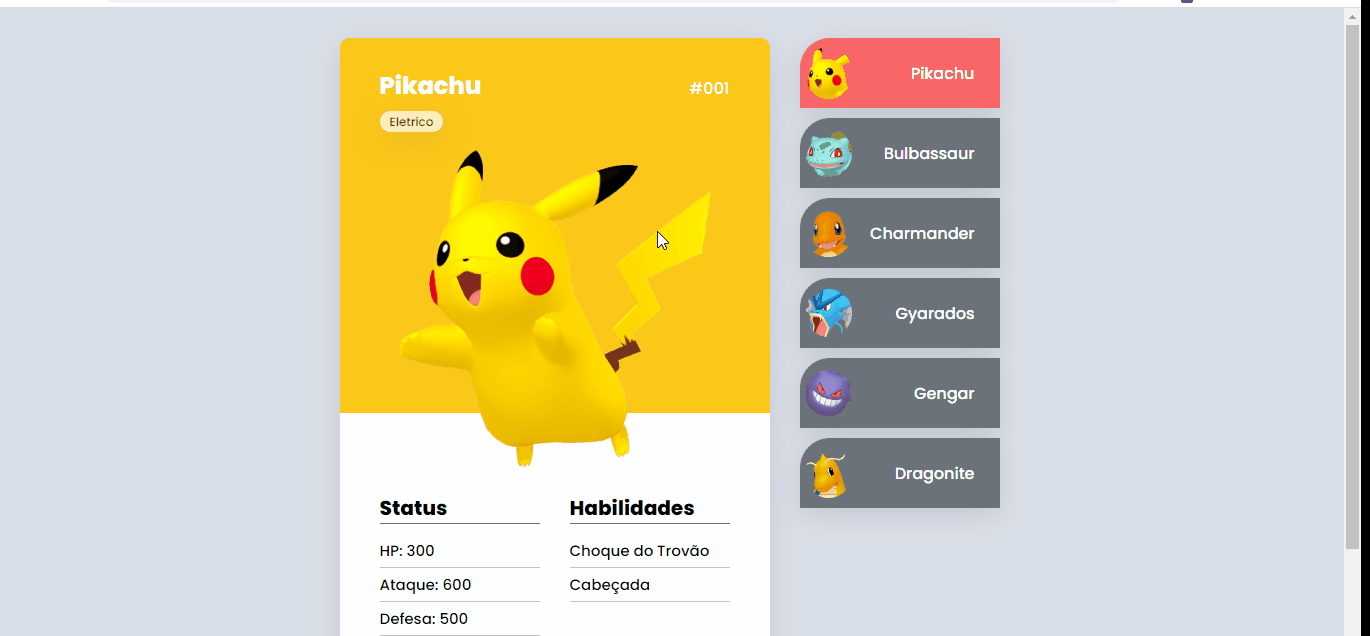 Pikachu
#001
Eletrico
Status
HP: 300
Ataque: 600
Defesa: 500
Habilidades
Choque do Trovão
Cabeçada
Pikachu
Bulbassaur
Charmander
Gyarados
Gengar
Dragonite